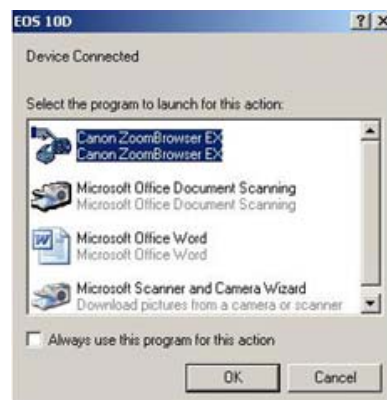 EOS 10D
Device Connected
Select the program to launch for this action:
Canon ZoomBrowser EX
Canon ZoomBrowser EX
Microsoft Office Document Scanning
Microsoft Office Document Scanning
Microsoft Office Word
Microsoft Office Word
Microsoft Scanner and Camera Wizard
Download pictures from a camera or scanner
Always use this program for this action
OK Cancel